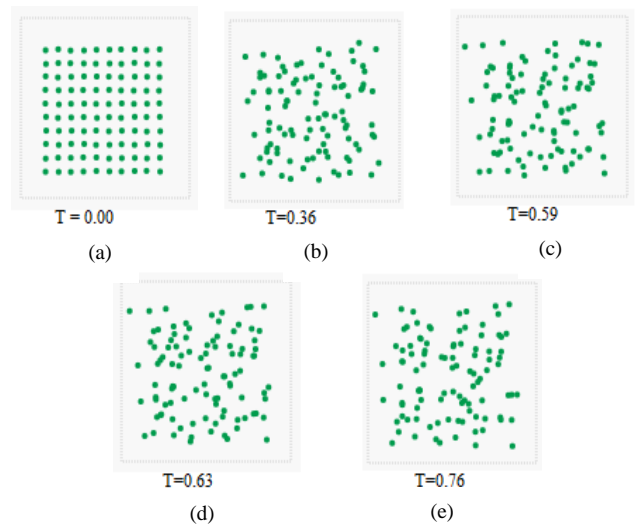 T = 0.00
T=0.36
T=0.59
(a)
(b)
(c)
T=0.63
T=0.76
(d)
(e)